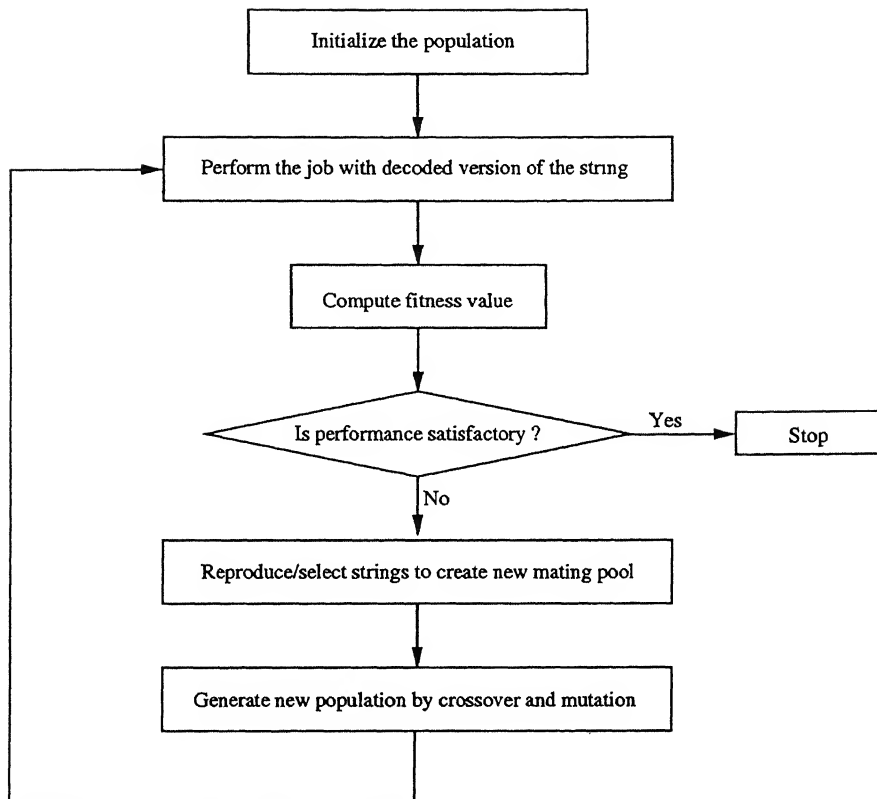 Initialize the population
Perform the job with decoded version of the string
Compute fitness value
Is performance satisfactory ?
Yes
Stop
No
Reproduce/select strings to create new mating pool
Generate new population by crossover and mutation